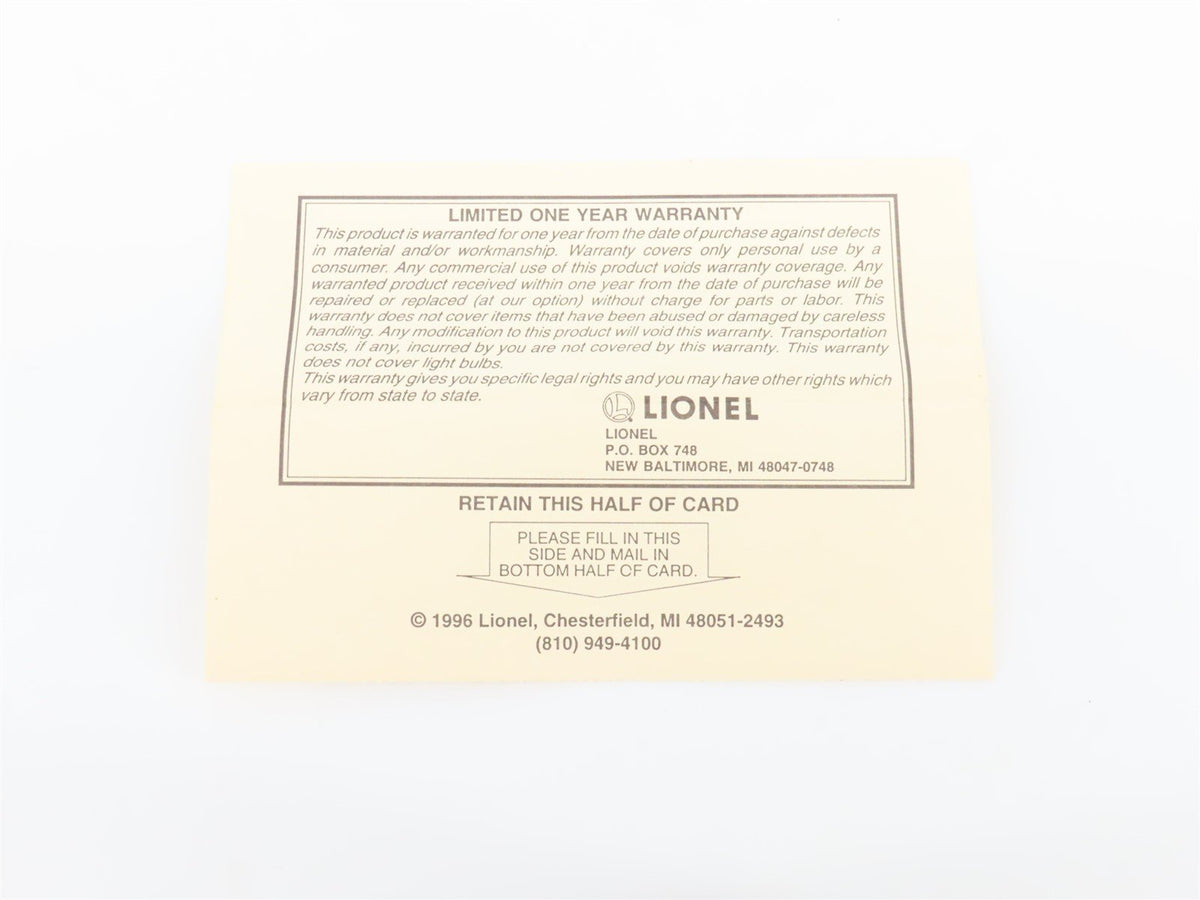 LIMITED ONE YEAR WARRANTY
This product is warranted for one year from the date of purchase against defects
in material and/or workmanship. Warranty covers only personal use by a
consumer. Any commercial use of this product voids warranty coverage. Any
warranted product received within one year from the date of purchase will be
repaired or replaced (at our option) without charge for parts or labor. This
warranty does not cover items that have been abused or damaged by careless
handling. Any modification to this product will void this warranty. Transportation
costs, if any, incurred by you are not covered by this warranty. This warranty
does not cover light bulbs.
This warranty gives you specific legal rights and you may have other rights which
vary from state to state.
L LIONEL
LIONEL
P.O. BOX 748
NEW BALTIMORE, MI 48047-0748
RETAIN THIS HALF OF CARD
PLEASE FILL IN THIS
SIDE AND MAIL IN
BOTTOM HALF OF CARD.
© 1996 Lionel, Chesterfield, MI 48051-2493
(810) 949-4100